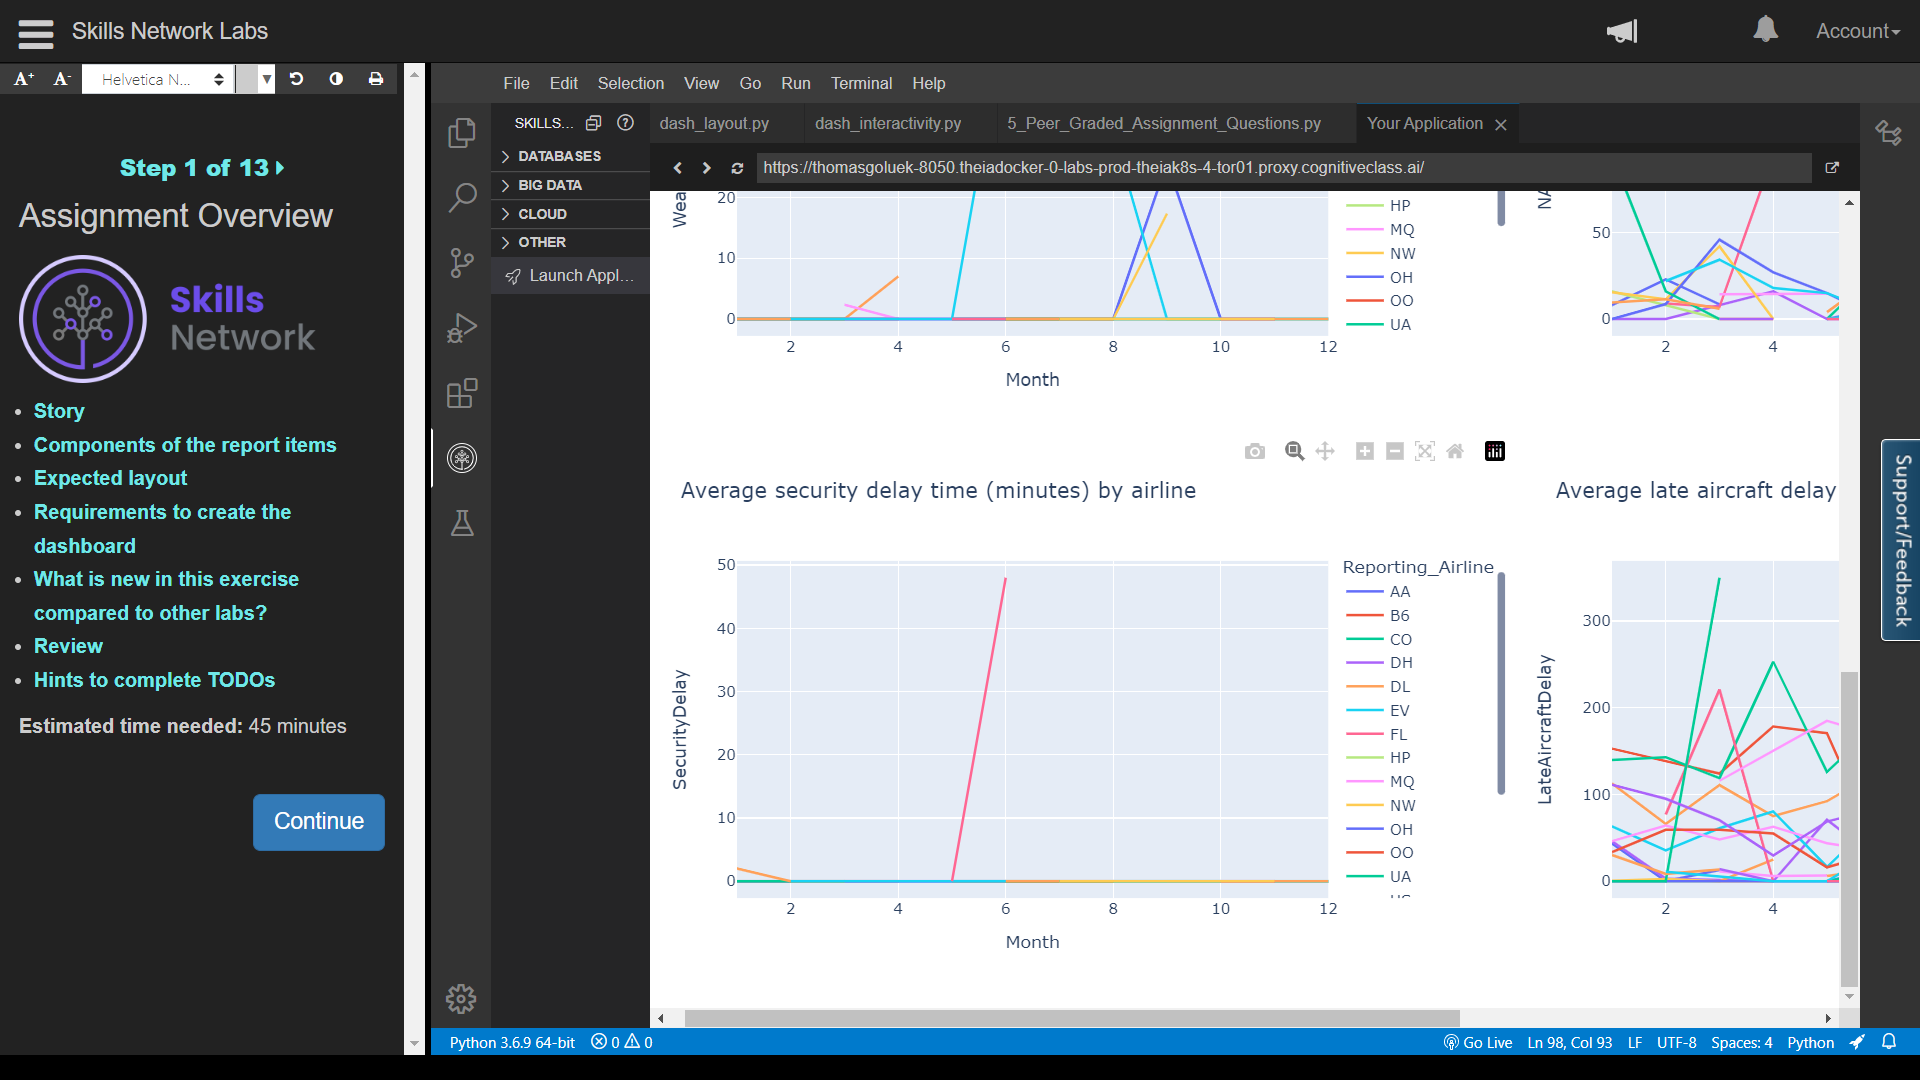 Skills Network Labs
Account
A+ A- Helvetica N...
Step 1 of 13
Assignment Overview
Skills
Network
Story
Components of the report items
Expected layout
Requirements to create the
dashboard
What is new in this exercise
compared to other labs?
Review
Hints to complete TODOs
Estimated time needed: 45 minutes
Continue
File Edit Selection View Go Run Terminal Help
SKILLS...
DATABASES
BIG DATA
CLOUD
OTHER
Launch Appl...
dash_layout.py dash_interactivity.py 5_Peer_Graded_Assignment_Questions.py Your Application
https://thomasgoluek-8050.theiadocker-0-labs-prod-theiak8s-4-tor01.proxy.cognitiveclass.ai/
Wea
20
10
0
2 4 6 8 10 12
Month
HP
MQ
NW
OH
OO
UA
NA
50
0
2 4
Average security delay time (minutes) by airline
SecurityDelay
50
40
30
20
10
0
2 4 6 8 10 12
Month
Reporting_Airline
AA
B6
CO
DH
DL
EV
FL
HP
MQ
NW
OH
OO
UA
Average late aircraft delay
LateAircraftDelay
300
200
100
0
2 4
Support/Feedback
Python 3.6.9 64-bit 0 0 Go Live Ln 98, Col 93 LF UTF-8 Spaces: 4 Python